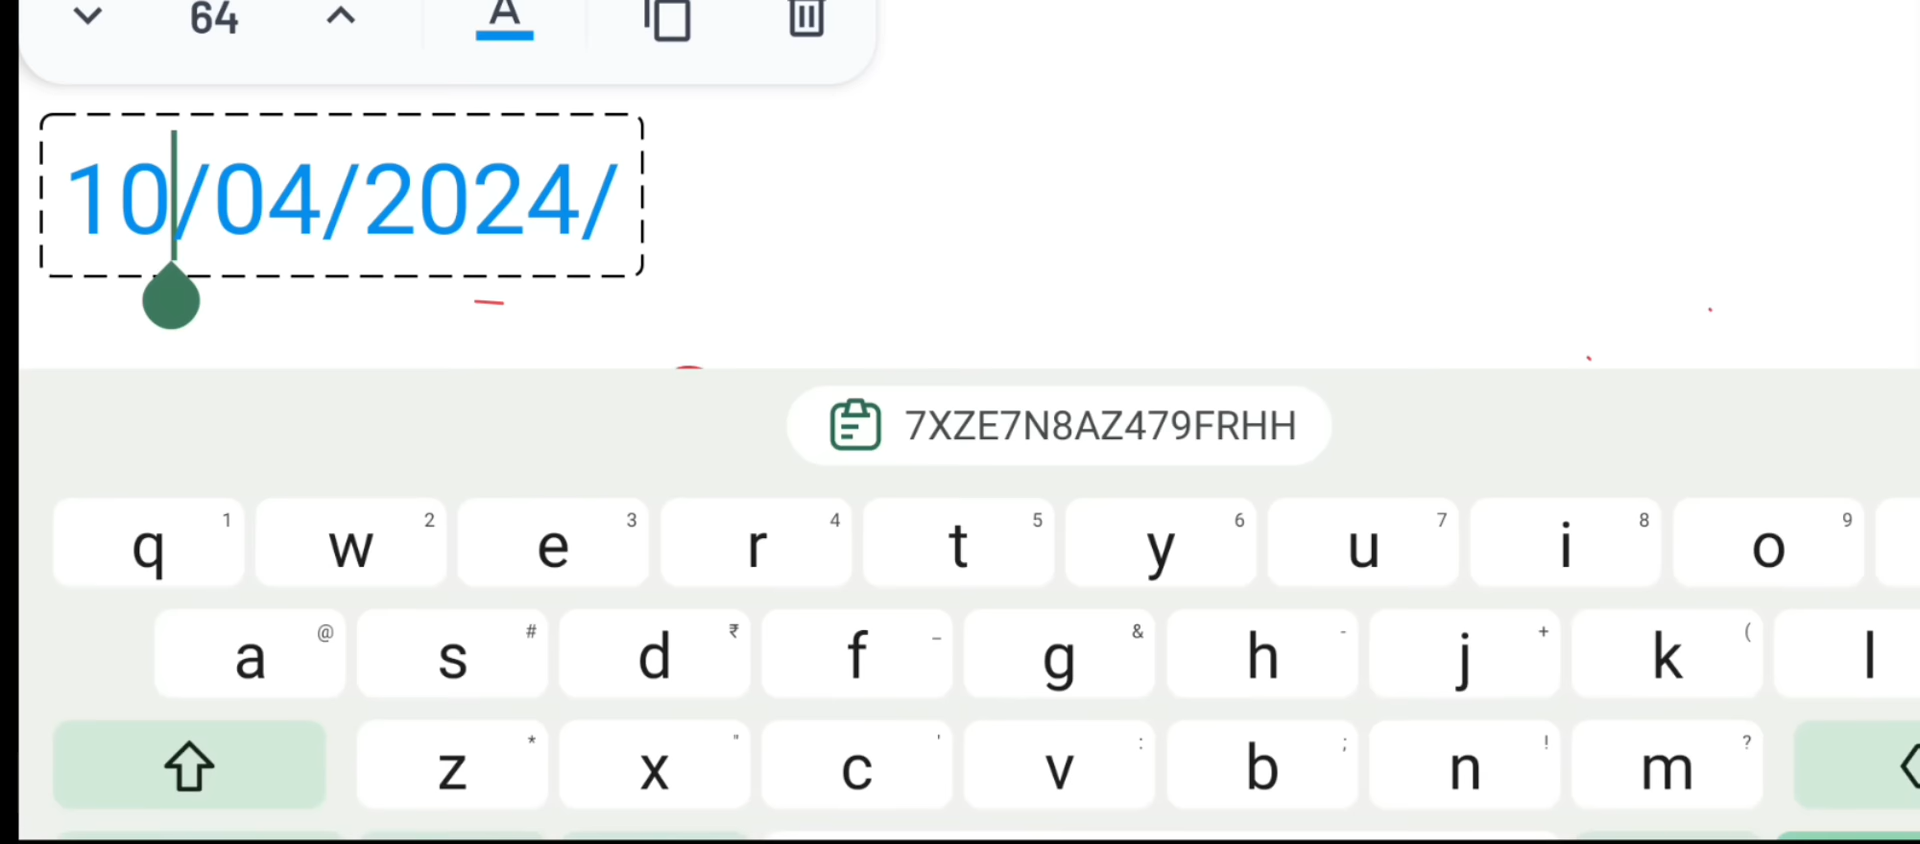 64 A
10/04/2024/
7XZE7N8AZ479FRHH
q 1 w 2 e 3 r 4 t 5 y 6 u 7 i 8 o 9
a @ s # d ₹ f _ g & h - j + k ( l
z * x " c ' v : b ; n ! m ?